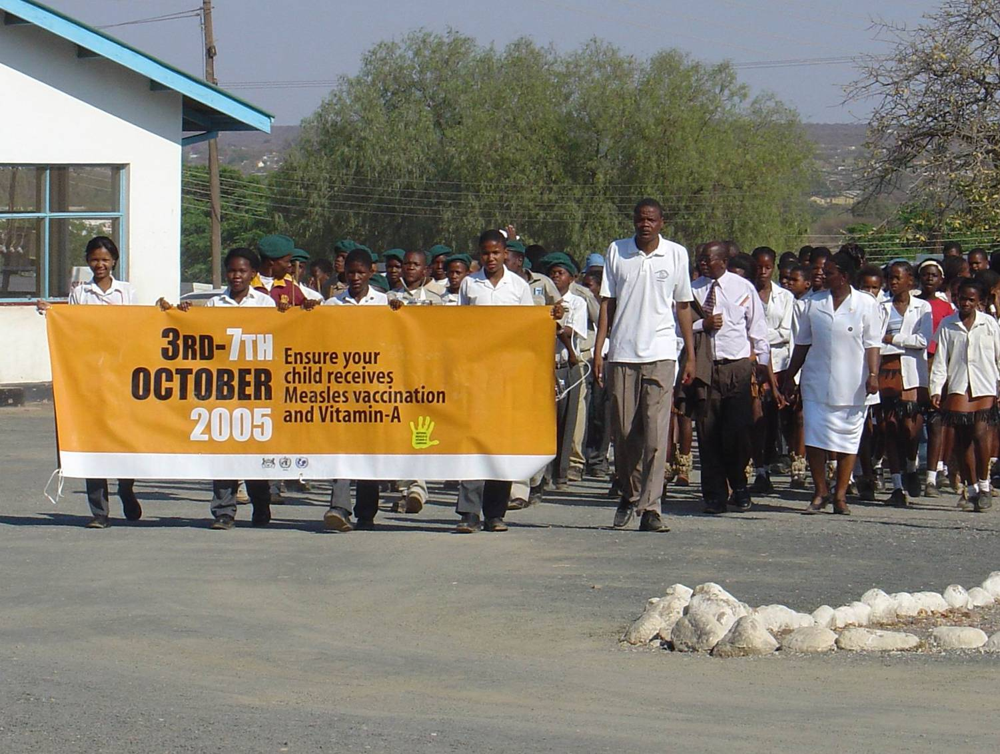 3RD-7TH
OCTOBER
2005
Ensure your
child receives
Measles vaccination
and Vitamin-A